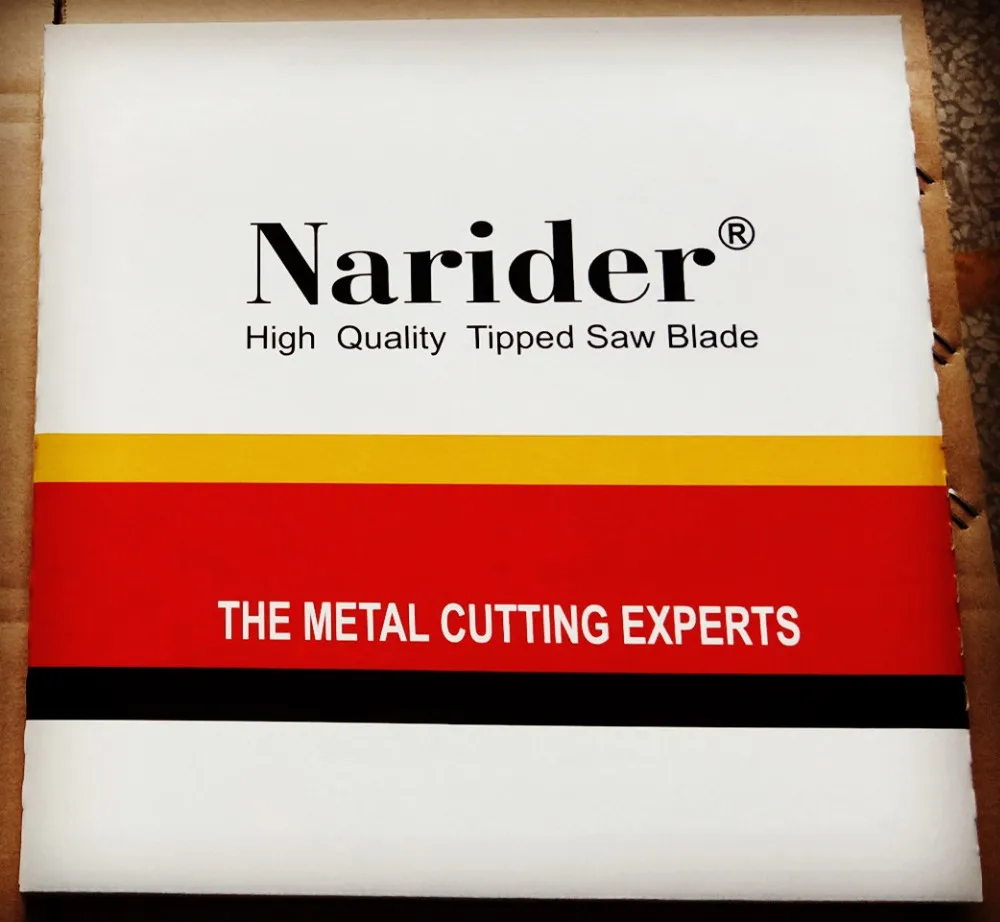 Narider®
High Quality Tipped Saw Blade
THE METAL CUTTING EXPERTS